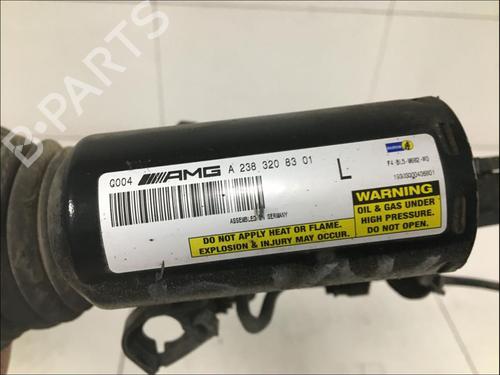 G004 AMG A 238 320 83 01 L
ASSEMBLED IN GERMANY
DO NOT APPLY HEAT OR FLAME.
EXPLOSION & INJURY MAY OCCUR.
WARNING
OIL & GAS UNDER
HIGH PRESSURE.
DO NOT OPEN.
B-PARTS